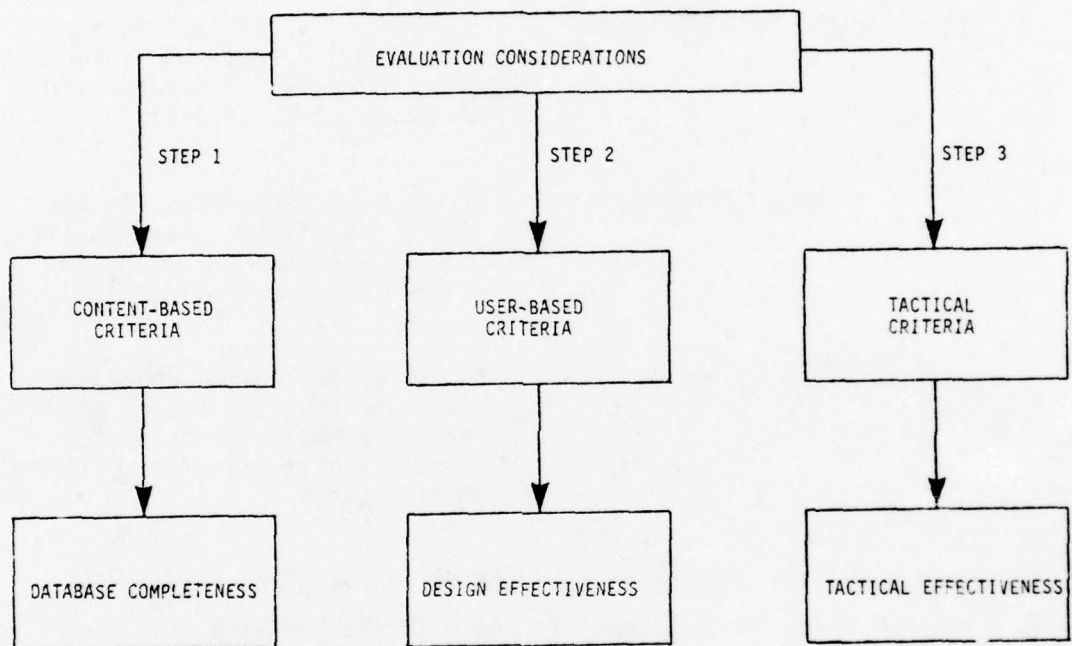 EVALUATION CONSIDERATIONS
STEP 1
STEP 2
STEP 3
CONTENT-BASED
CRITERIA
USER-BASED
CRITERIA
TACTICAL
CRITERIA
DATABASE COMPLETENESS
DESIGN EFFECTIVENESS
TACTICAL EFFECTIVENESS